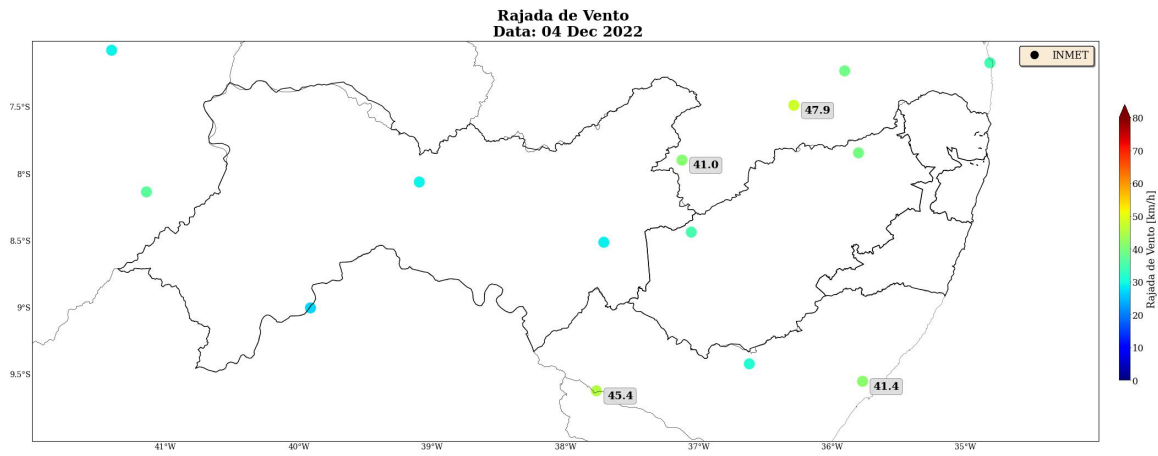 Rajada de Vento
Data: 04 Dec 2022
INMET
7.5°S
8°S
8.5°S
9°S
9.5°S
47.9
41.0
45.4
41.4
41°W
40°W
39°W
38°W
37°W
36°W
35°W
80
70
60
50
40
30
20
10
0
Rajada de Vento [km/h]